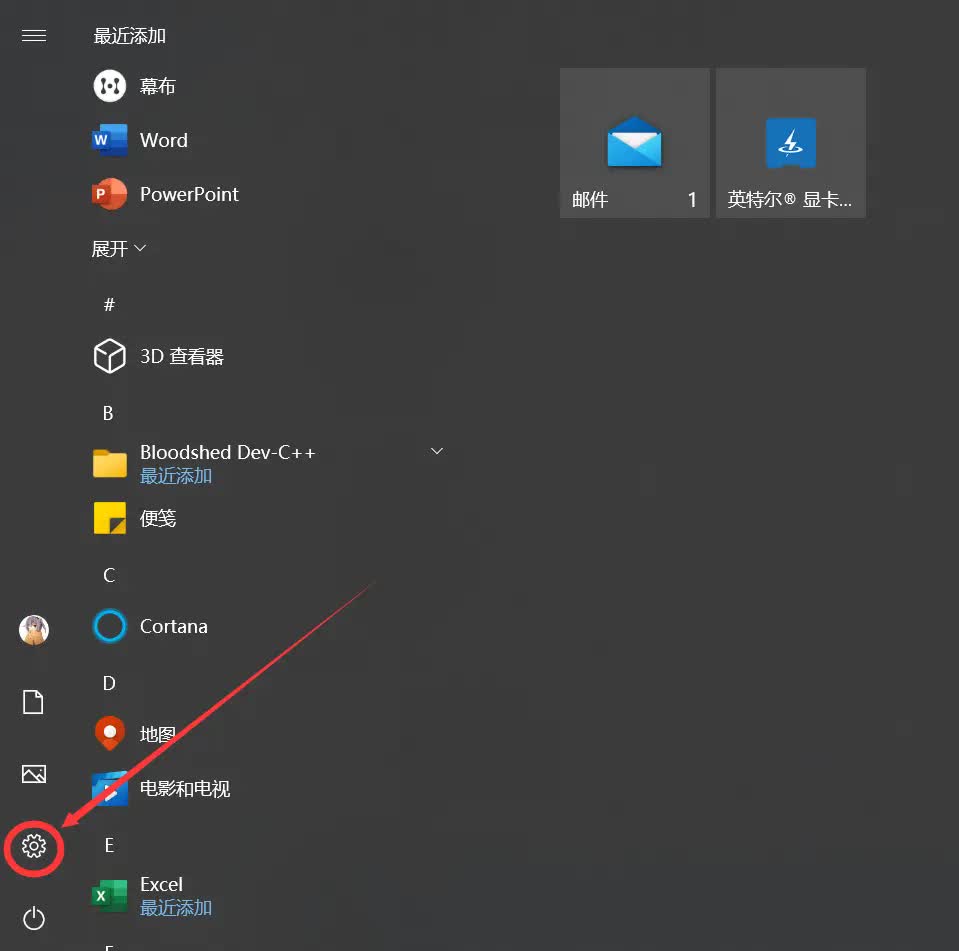 最近添加
幕布
Word
PowerPoint
展开
#
3D 查看器
B
Bloodshed Dev-C++
最近添加
便笺
C
Cortana
D
地图
电影和电视
E
Excel
最近添加
邮件 1
英特尔® 显卡...